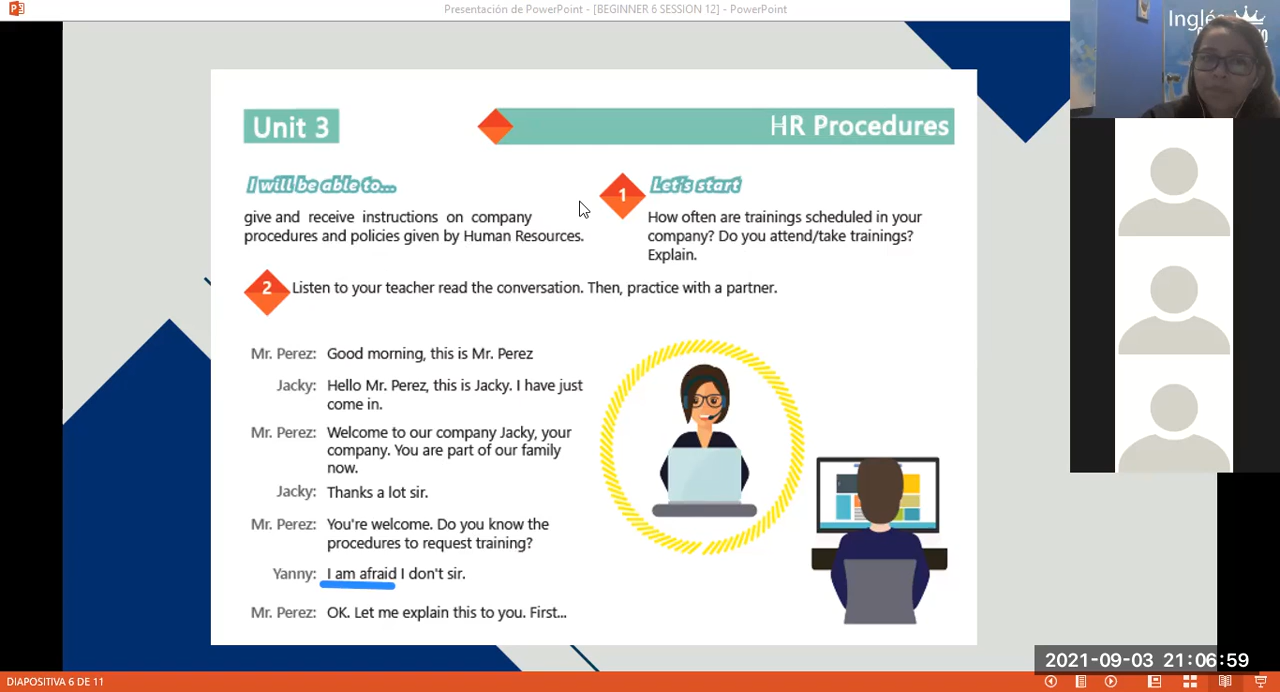 Presentación de PowerPoint - [BEGINNER 6 SESSION 12] - PowerPoint
Inglés
Unit 3
HR Procedures
I will be able to...
give and receive instructions on company
procedures and policies given by Human Resources.
1
Let's start
How often are trainings scheduled in your
company? Do you attend/take trainings?
Explain.
2 Listen to your teacher read the conversation. Then, practice with a partner.
Mr. Perez: Good morning, this is Mr. Perez
Jacky: Hello Mr. Perez, this is Jacky. I have just
come in.
Mr. Perez: Welcome to our company Jacky, your
company. You are part of our family
now.
Jacky: Thanks a lot sir.
Mr. Perez: You're welcome. Do you know the
procedures to request training?
Yanny: I am afraid I don't sir.
Mr. Perez: OK. Let me explain this to you. First...
2021-09-03 21:06:59
DIAPOSITIVA 6 DE 11